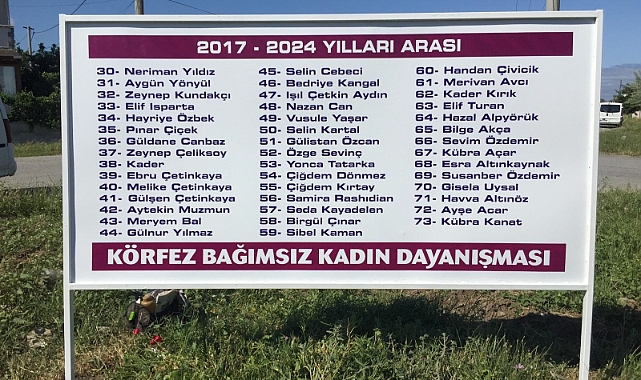 2017 - 2024 YILLARI ARASI
30- Neriman Yıldız
31- Aygün Yönyül
32- Zeynep Kundakçı
33- Elif Isparta
34- Hayriye Özbek
35- Pınar Çiçek
36- Güldane Canbaz
37- Zeynep Çeliksoy
38- Kader
39- Ebru Çetinkaya
40- Melike Çetinkaya
41- Gülşen Çetinkaya
42- Aytekin Muzmun
43- Meryem Bal
44- Gülnur Yılmaz
45- Selin Cebeci
46- Bedriye Kangal
47- Işıl Çetkin Aydın
48- Nazan Can
49- Vusule Yaşar
50- Selin Kartal
51- Gülistan Özcan
52- Özge Sevinç
53- Yonca Tatarka
54- Çiğdem Dönmez
55- Çiğdem Kırtay
56- Samira Rashıdian
57- Seda Kayadelen
58- Birgül Çınar
59- Sibel Kaman
60- Handan Çivicik
61- Merivan Avcı
62- Kader Kırık
63- Elif Turan
64- Hazal Alpyörük
65- Bilge Akça
66- Sevim Özdemir
67- Kübra Açar
68- Esra Altınkaynak
69- Susanber Özdemir
70- Gisela Uysal
71- Havva Altınöz
72- Ayşe Acar
73- Kübra Kanat
KÖRFEZ BAĞIMSIZ KADIN DAYANIŞMASI